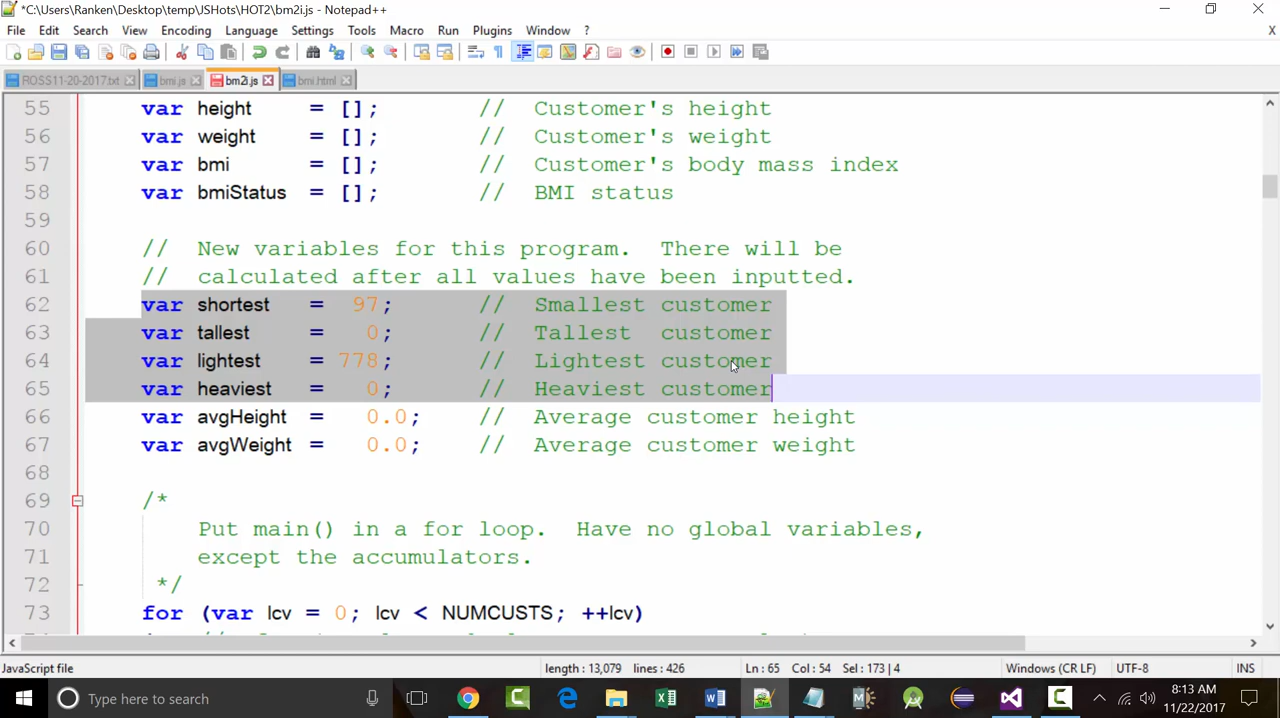 *C:\Users\Ranken\Desktop\temp\JSHots\HOT2\bm2i.js - Notepad++
File Edit Search View Encoding Language Settings Tools Macro Run Plugins Window ? X
ROSS11-20-2017.txt bmi.js bm2i.js bmi.html
55 var height = []; // Customer's height
56 var weight = []; // Customer's weight
57 var bmi = []; // Customer's body mass index
58 var bmiStatus = []; // BMI status
59
60 // New variables for this program. There will be
61 // calculated after all values have been inputted.
62 var shortest = 97; // Smallest customer
63 var tallest = 0; // Tallest customer
64 var lightest = 778; // Lightest customer
65 var heaviest = 0; // Heaviest customer
66 var avgHeight = 0.0; // Average customer height
67 var avgWeight = 0.0; // Average customer weight
68
69 /*
70 Put main() in a for loop. Have no global variables,
71 except the accumulators.
72 */
73 for (var lcv = 0; lcv < NUMCUSTS; ++lcv)
JavaScript file length : 13,079 lines : 426 Ln : 65 Col : 54 Sel : 173 | 4 Windows (CR LF) UTF-8 INS
Type here to search
8:13 AM
11/22/2017